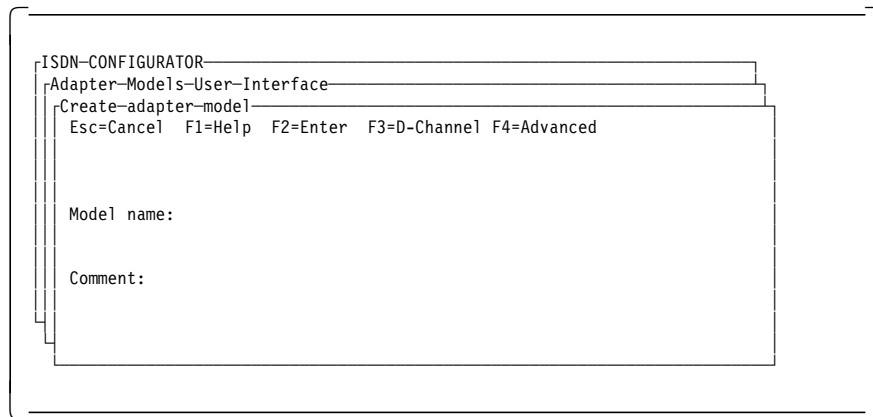 ISDN-CONFIGURATOR
Adapter-Models-User-Interface
Create-adapter-model
Esc=Cancel F1=Help F2=Enter F3=D-Channel F4=Advanced
Model name:
Comment: